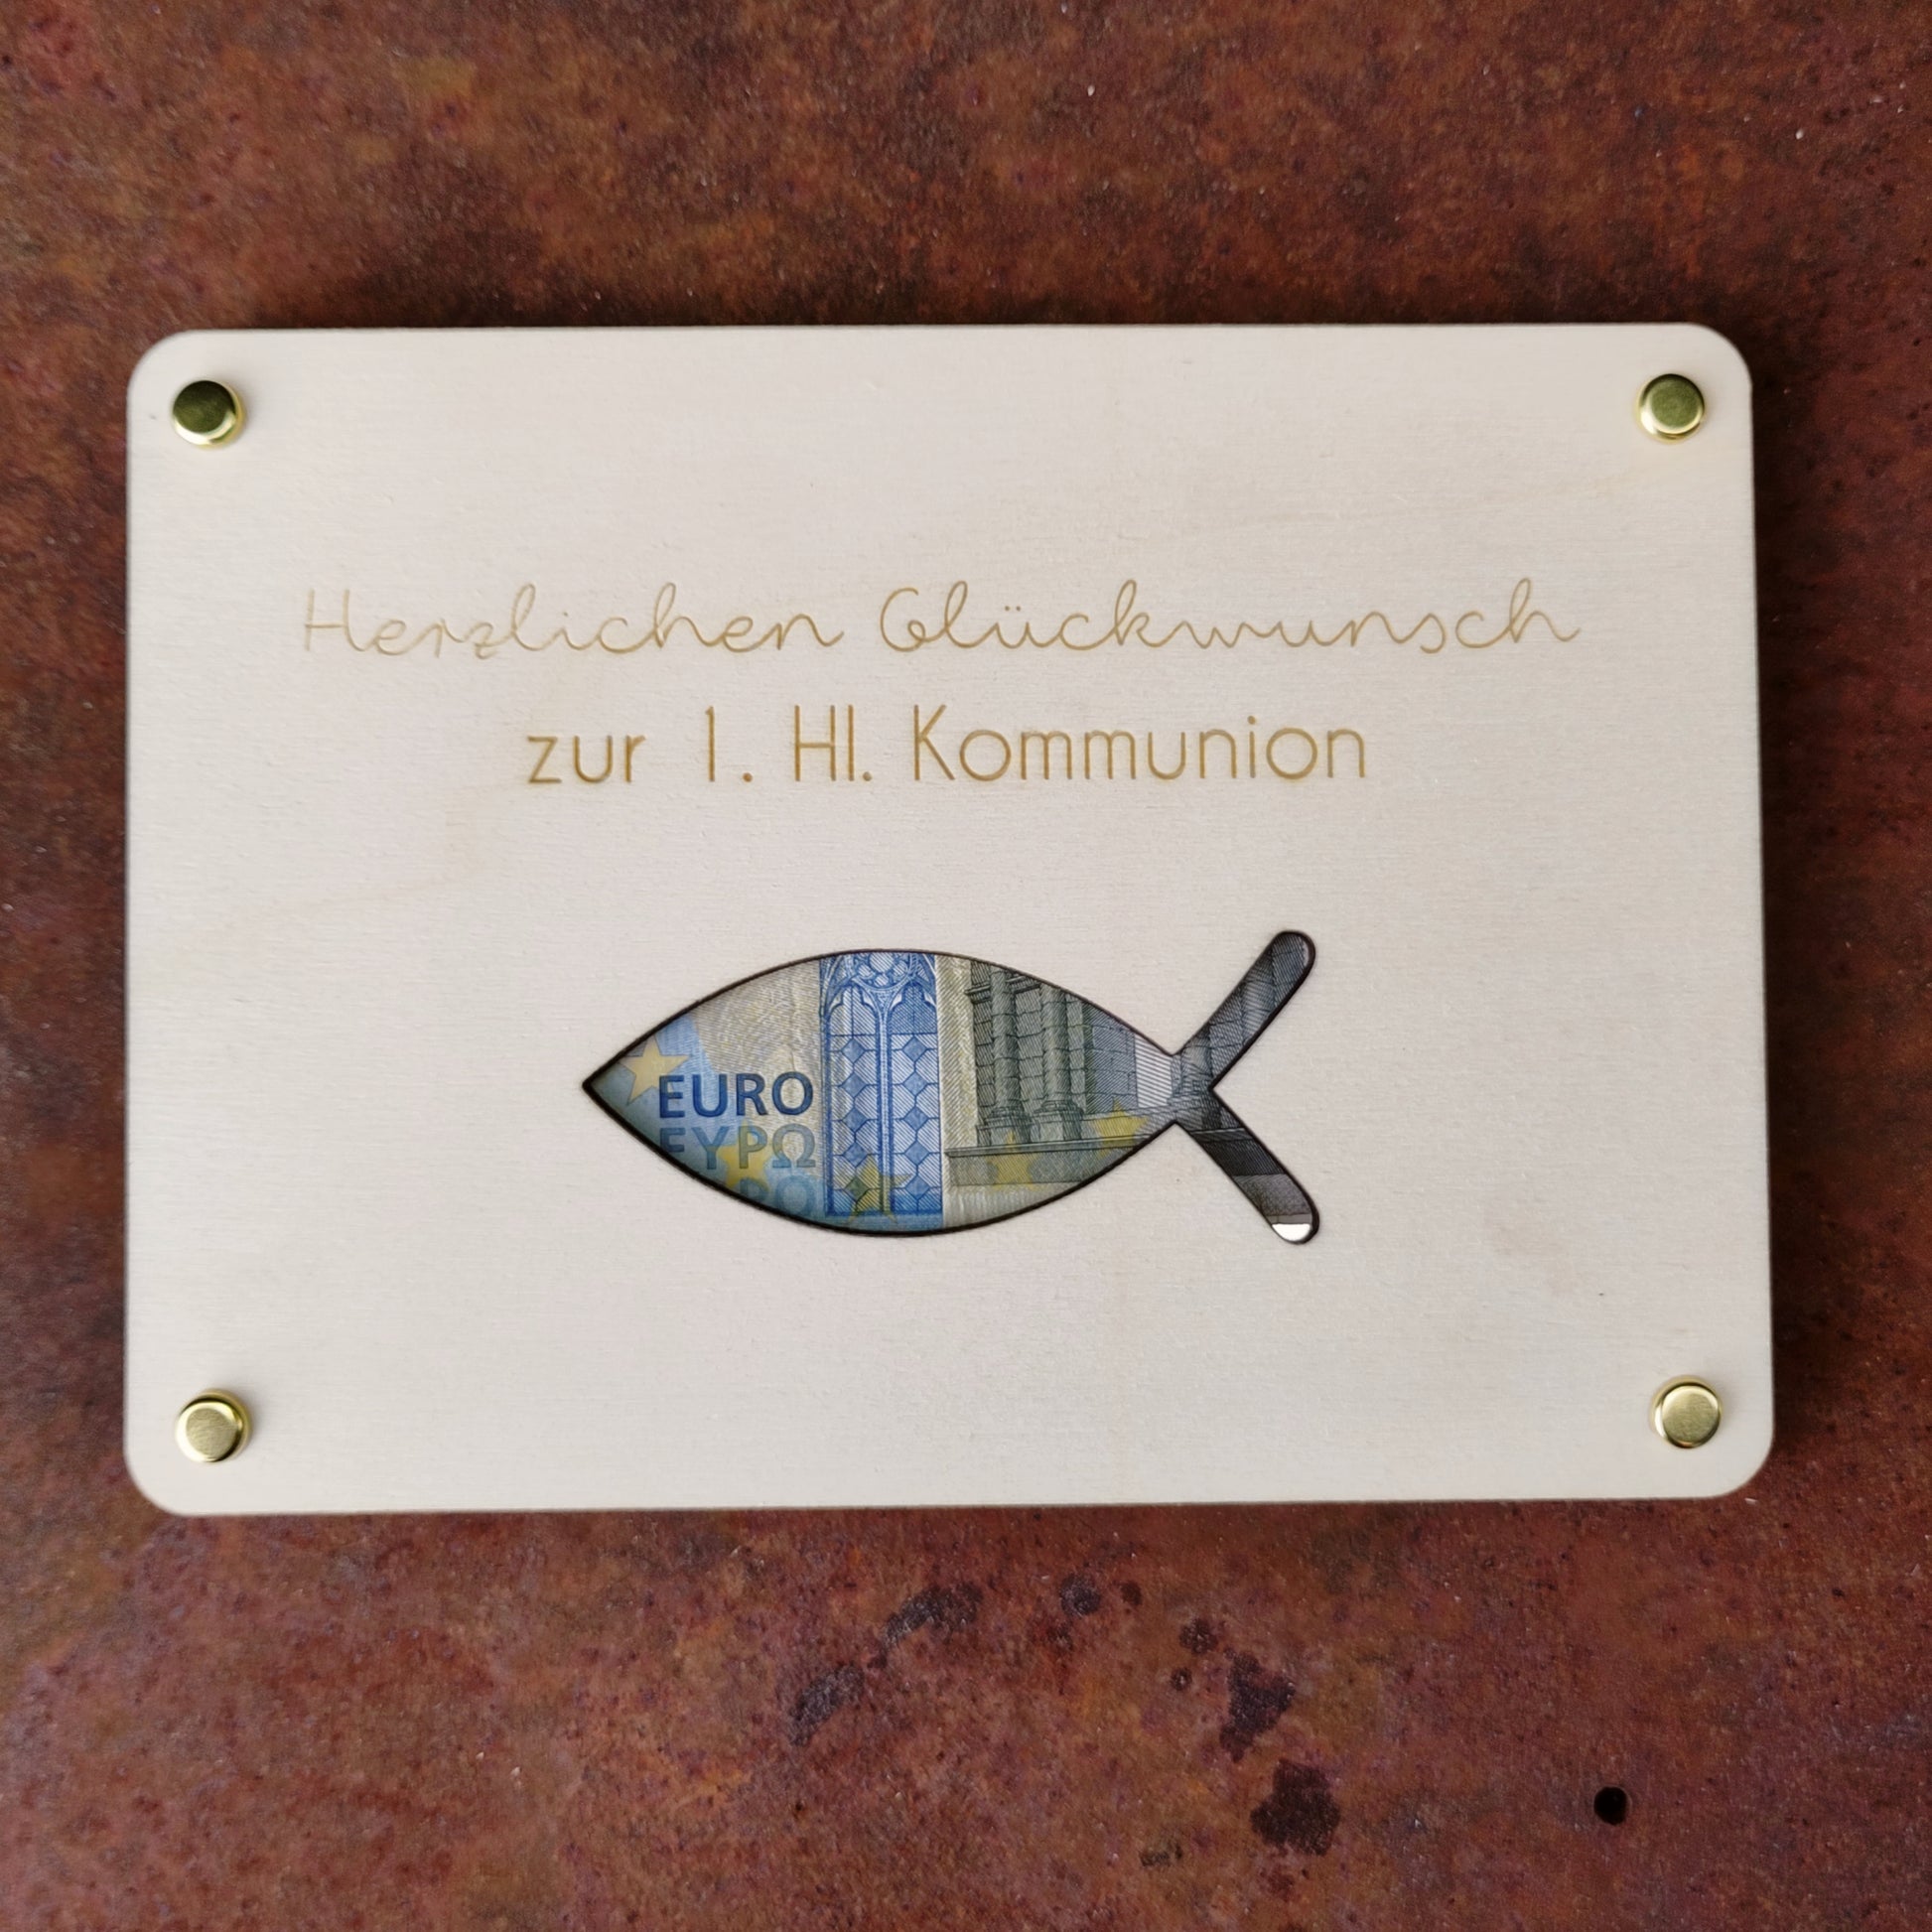 Herzlichen Glückwunsch
zur 1. Hl. Kommunion
EURO
ΕΥΡΩ